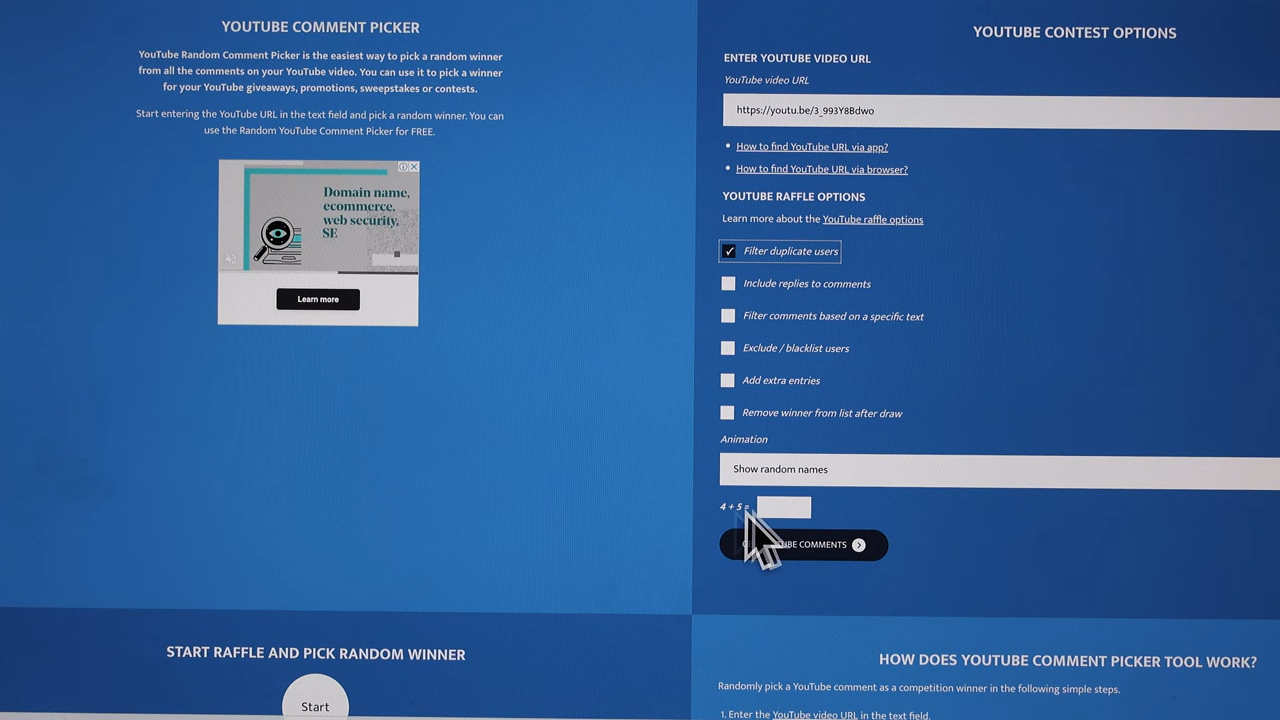 YOUTUBE COMMENT PICKER
YouTube Random Comment Picker is the easiest way to pick a random winner
from all the comments on your YouTube video. You can use it to pick a winner
for your YouTube giveaways, promotions, sweepstakes or contests.
Start entering the YouTube URL in the text field and pick a random winner. You can
use the Random YouTube Comment Picker for FREE.
Domain name,
ecommerce,
web security,
SE
Learn more
START RAFFLE AND PICK RANDOM WINNER
Start
YOUTUBE CONTEST OPTIONS
ENTER YOUTUBE VIDEO URL
YouTube video URL
https://youtu.be/3_993Y8Bdwo
How to find YouTube URL via app?
How to find YouTube URL via browser?
YOUTUBE RAFFLE OPTIONS
Learn more about the YouTube raffle options
Filter duplicate users
Include replies to comments
Filter comments based on a specific text
Exclude / blacklist users
Add extra entries
Remove winner from list after draw
Animation
Show random names
4 + 5 =
COMMENTS
HOW DOES YOUTUBE COMMENT PICKER TOOL WORK?
Randomly pick a YouTube comment as a competition winner in the following simple steps.
1. Enter the YouTube video URL in the text field.